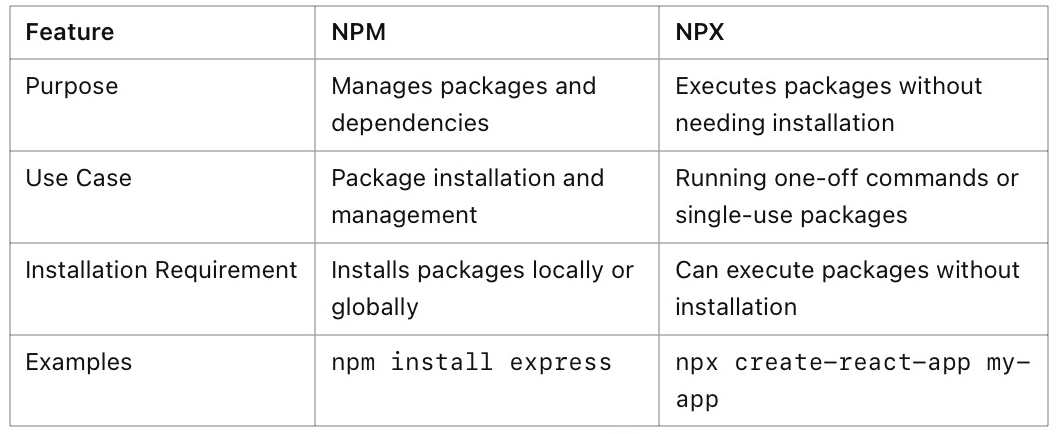 Feature NPM NPX
Purpose Manages packages and Executes packages without
dependencies needing installation
Use Case Package installation and Running one-off commands or
management single-use packages
Installation Requirement Installs packages locally or Can execute packages without
globally installation
Examples npm install express npx create-react-app my-
app